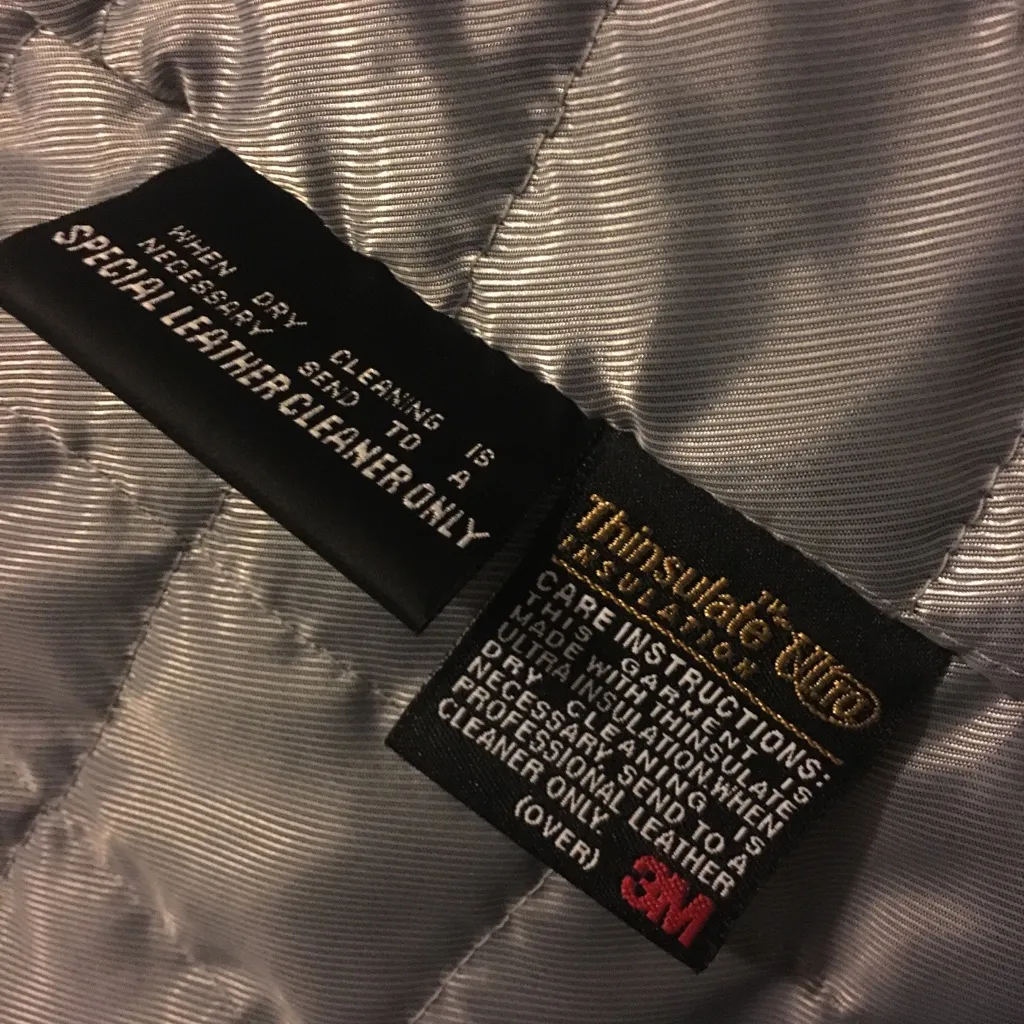 WHEN DRY CLEANING IS
NECESSARY SEND TO A
SPECIAL LEATHER CLEANER ONLY
Thinsulate™ Ultra
INSULATION
CARE INSTRUCTIONS:
THIS GARMENT IS
MADE WITH THINSULATE
ULTRA INSULATION.WHEN
DRY CLEANING IS
NECESSARY, SEND TO A
PROFESSIONAL LEATHER
CLEANER ONLY.
(OVER)
3M